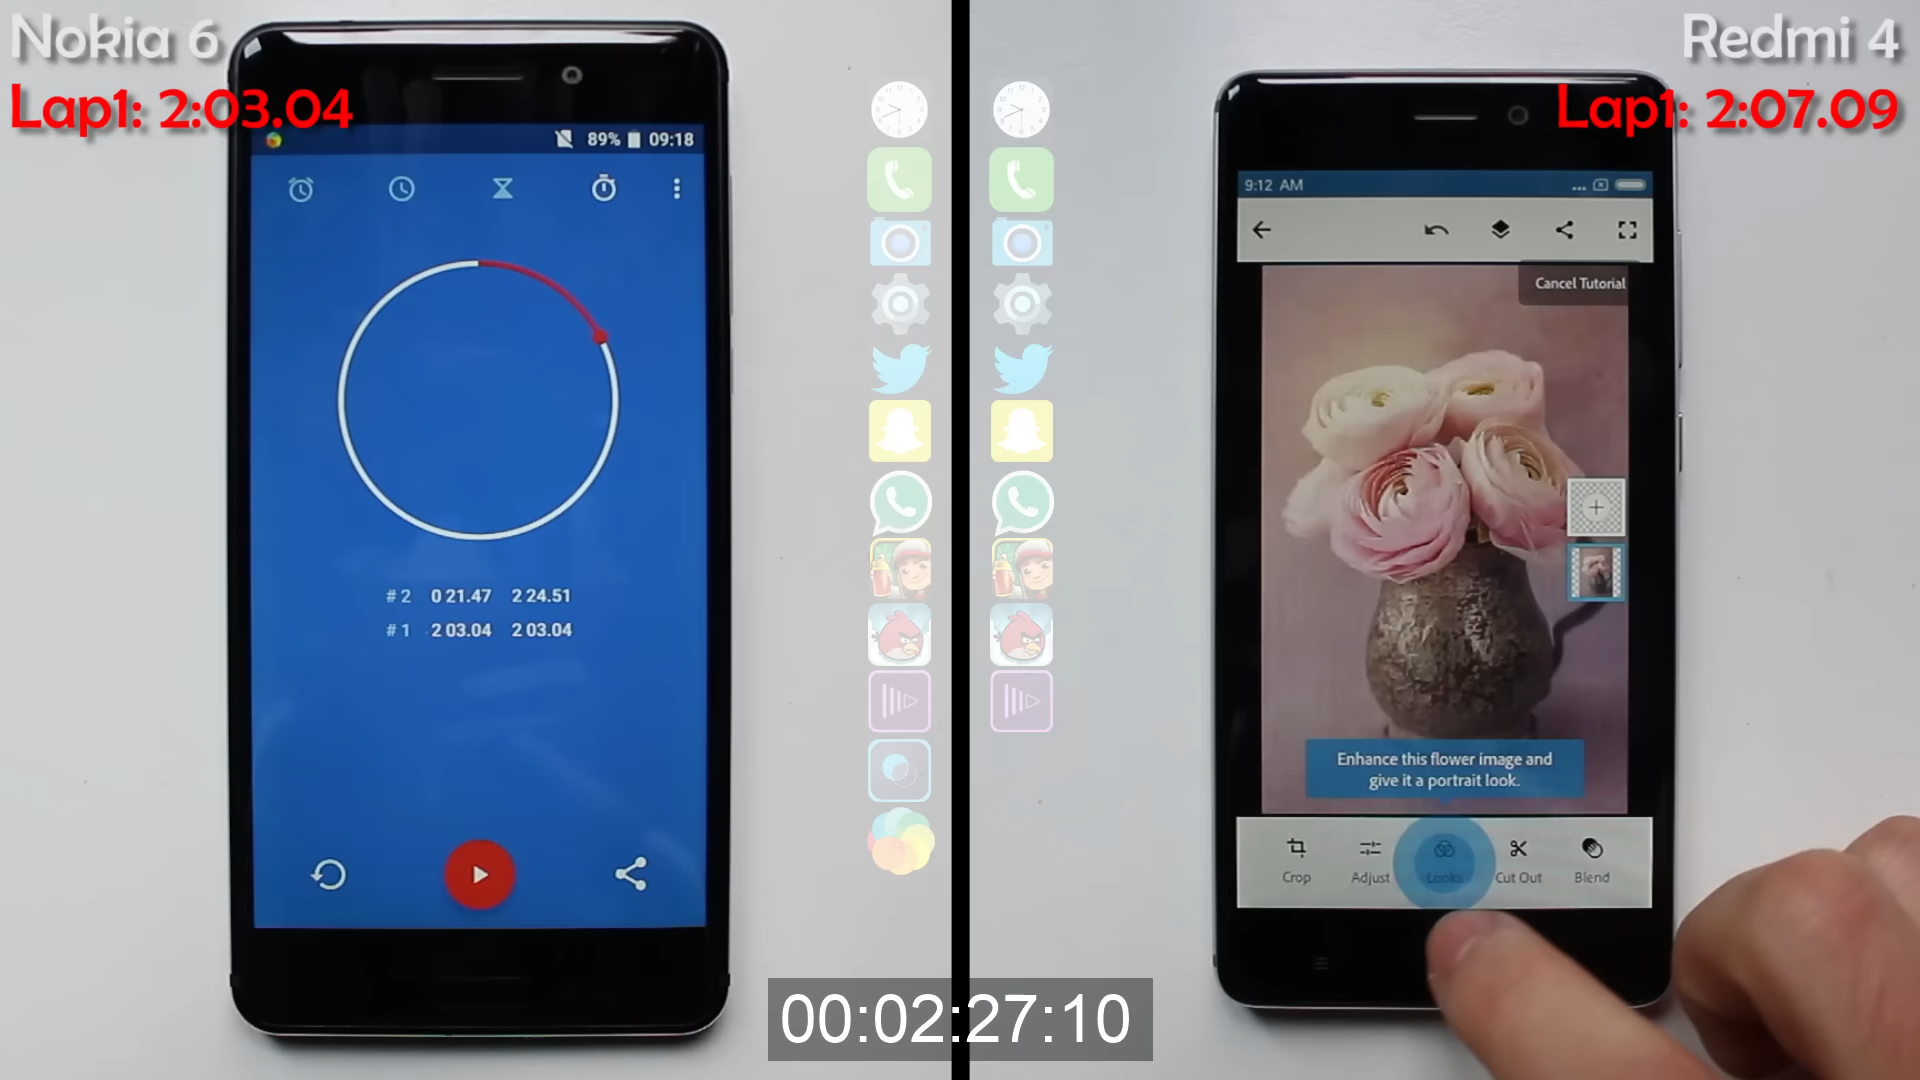 Nokia 6
Lap1: 2:03.04
89% 09:18
# 2 0 21.47 2 24.51
# 1 2 03.04 2 03.04
Redmi 4
Lap1: 2:07.09
9:12 AM
Cancel Tutorial
Enhance this flower image and
give it a portrait look.
Crop Adjust Looks Cut Out Blend
00:02:27:10